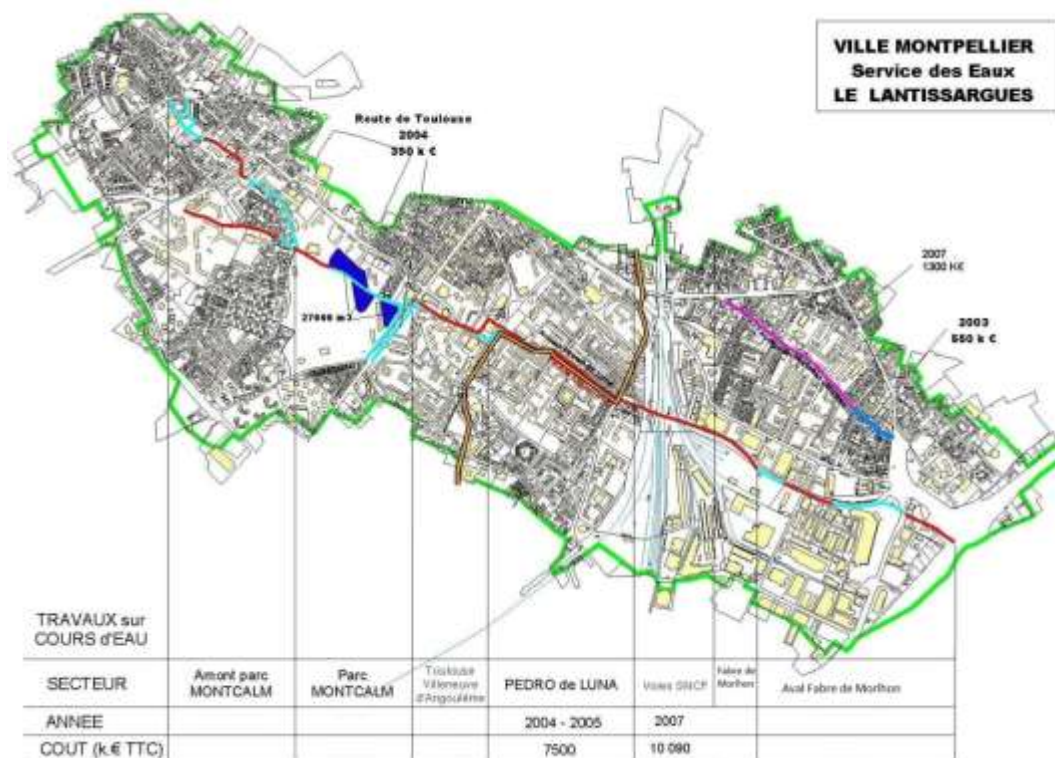 VILLE MONTPELLIER
Service des Eaux
LE LANTISSARGUES
Route de Toulouse
2004
350 k €
2007
1300 K€
2003
550 k €
TRAVAUX sur
COURS d'EAU
SECTEUR
Amont parc
MONTCALM
Parc
MONTCALM
Toulouse
Villeneuve
d'Angoulême
PEDRO de LUNA
Voies SNCF
Fabre de
Morlhon
Aval Fabre de Morlhon
ANNEE
2004 - 2005
2007
COUT (k.€ TTC)
7500
10 090